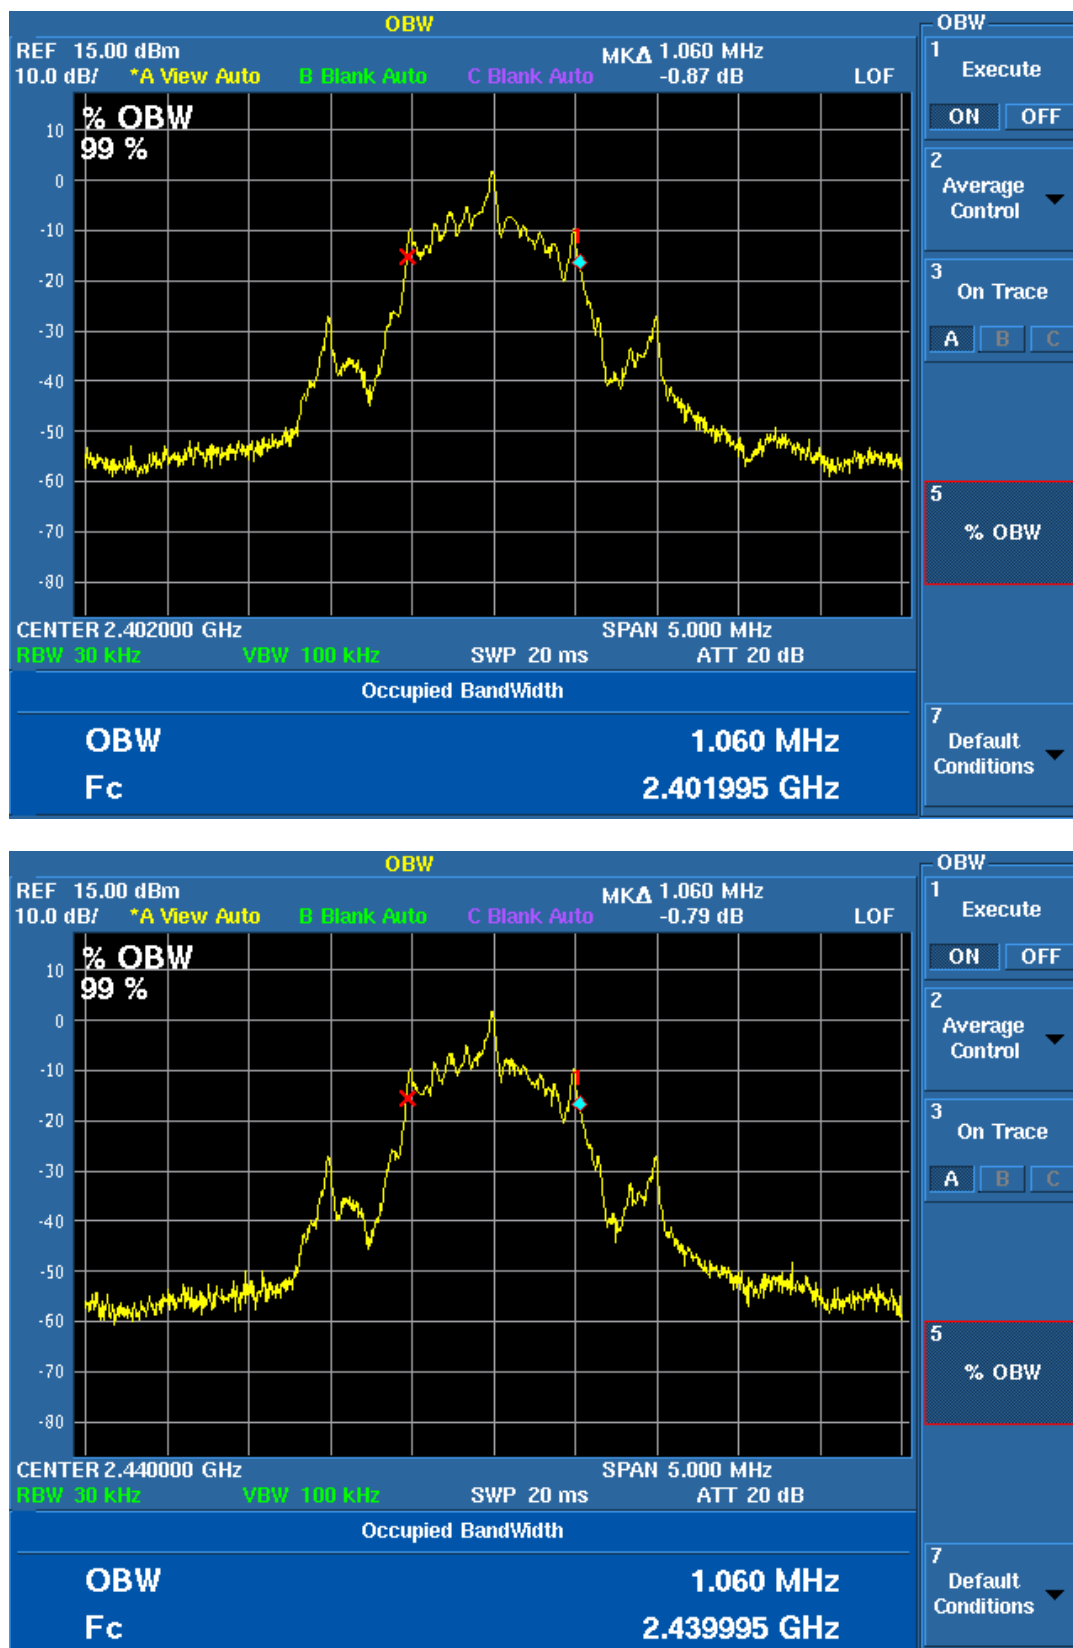 OBW
OBW
REF 15.00 dBm
MKΔ 1.060 MHz
10.0 dB/ *A View Auto B Blank Auto C Blank Auto -0.87 dB LOF
% OBW
99 %
10
0
-10
-20
-30
-40
-50
-60
-70
-80
1
CENTER 2.402000 GHz SPAN 5.000 MHz
RBW 30 kHz VBW 100 kHz SWP 20 ms ATT 20 dB
Occupied BandWidth
OBW 1.060 MHz
Fc 2.401995 GHz
1
Execute
ON OFF
2
Average
Control
3
On Trace
A B C
5
% OBW
7
Default
Conditions
OBW
OBW
REF 15.00 dBm
MKΔ 1.060 MHz
10.0 dB/ *A View Auto B Blank Auto C Blank Auto -0.79 dB LOF
% OBW
99 %
10
0
-10
-20
-30
-40
-50
-60
-70
-80
1
CENTER 2.440000 GHz SPAN 5.000 MHz
RBW 30 kHz VBW 100 kHz SWP 20 ms ATT 20 dB
Occupied BandWidth
OBW 1.060 MHz
Fc 2.439995 GHz
1
Execute
ON OFF
2
Average
Control
3
On Trace
A B C
5
% OBW
7
Default
Conditions